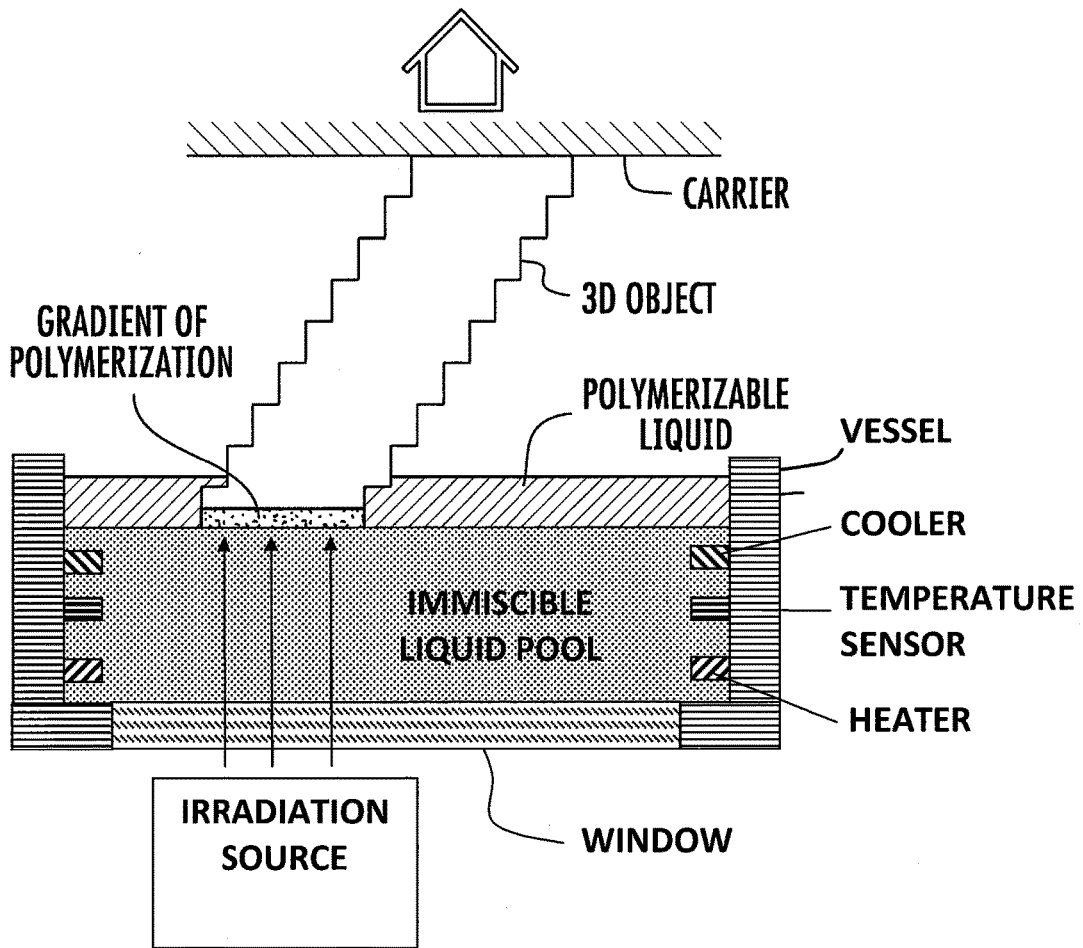 CARRIER
3D OBJECT
GRADIENT OF
POLYMERIZATION
POLYMERIZABLE
LIQUID
VESSEL
COOLER
TEMPERATURE
SENSOR
HEATER
IMMISCIBLE
LIQUID POOL
IRRADIATION
SOURCE
WINDOW